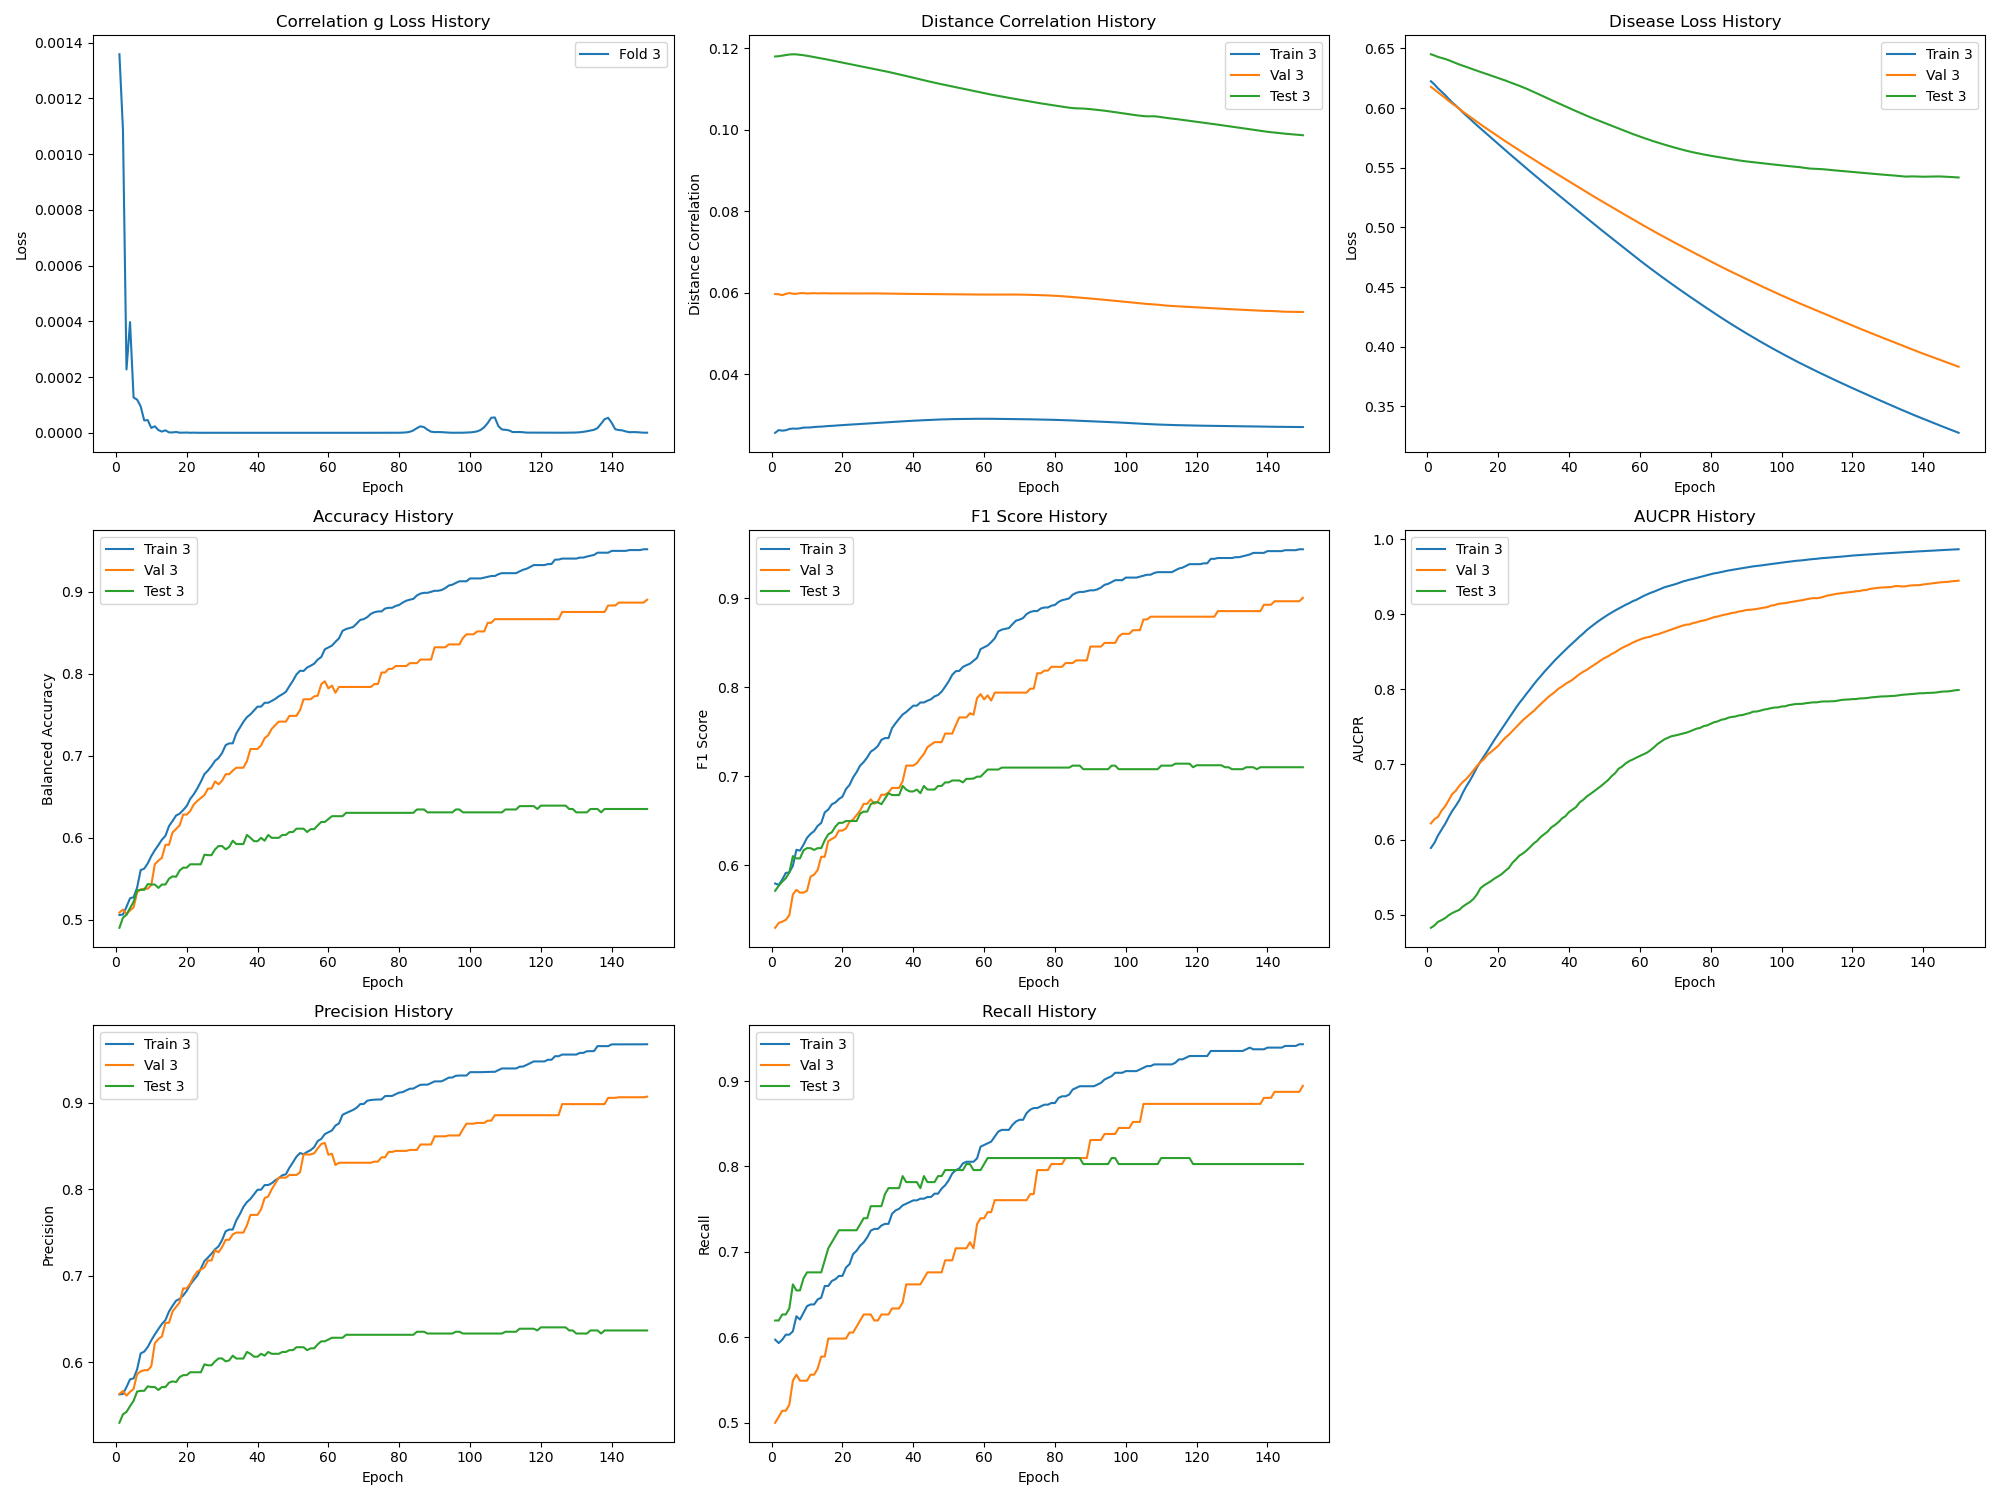 Correlation g Loss History
Loss
0.0014
0.0012
0.0010
0.0008
0.0006
0.0004
0.0002
0.0000
0 20 40 60 80 100 120 140
Epoch
Fold 3
Distance Correlation History
Distance Correlation
0.12
0.10
0.08
0.06
0.04
0 20 40 60 80 100 120 140
Epoch
Train 3
Val 3
Test 3
Disease Loss History
Loss
0.65
0.60
0.55
0.50
0.45
0.40
0.35
0 20 40 60 80 100 120 140
Epoch
Train 3
Val 3
Test 3
Accuracy History
Balanced Accuracy
0.9
0.8
0.7
0.6
0.5
0 20 40 60 80 100 120 140
Epoch
Train 3
Val 3
Test 3
F1 Score History
F1 Score
0.9
0.8
0.7
0.6
0 20 40 60 80 100 120 140
Epoch
Train 3
Val 3
Test 3
AUCPR History
AUCPR
1.0
0.9
0.8
0.7
0.6
0.5
0 20 40 60 80 100 120 140
Epoch
Train 3
Val 3
Test 3
Precision History
Precision
0.9
0.8
0.7
0.6
0 20 40 60 80 100 120 140
Epoch
Train 3
Val 3
Test 3
Recall History
Recall
0.9
0.8
0.7
0.6
0.5
0 20 40 60 80 100 120 140
Epoch
Train 3
Val 3
Test 3